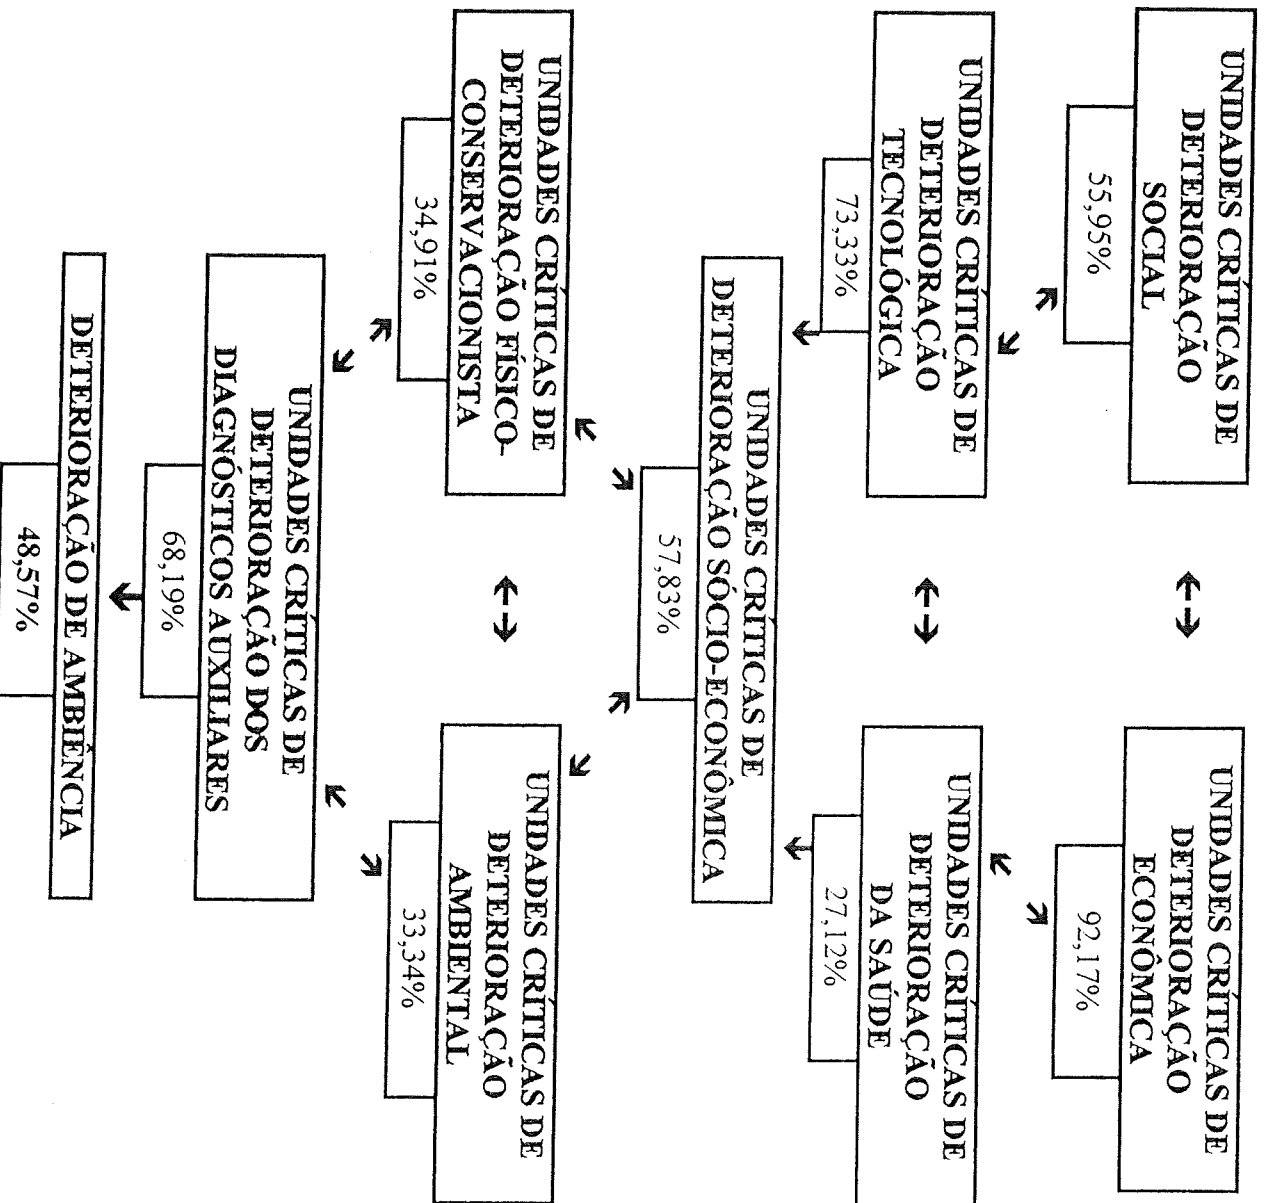 UNIDADES CRÍTICAS DE
DETERIORAÇÃO
SOCIAL
55,95%
UNIDADES CRÍTICAS DE
DETERIORAÇÃO
ECONÔMICA
92,17%
UNIDADES CRÍTICAS DE
DETERIORAÇÃO
TECNOLÓGICA
73,33%
UNIDADES CRÍTICAS DE
DETERIORAÇÃO
DA SAÚDE
27,12%
UNIDADES CRÍTICAS DE
DETERIORAÇÃO SÓCIO-ECONÔMICA
57,83%
UNIDADES CRÍTICAS DE
DETERIORAÇÃO FÍSICO-
CONSERVACIONISTA
34,91%
UNIDADES CRÍTICAS DE
DETERIORAÇÃO
AMBIENTAL
33,34%
UNIDADES CRÍTICAS DE
DETERIORAÇÃO DOS
DIAGNÓSTICOS AUXILIARES
68,19%
DETERIORAÇÃO DE AMBIÊNCIA
48,57%